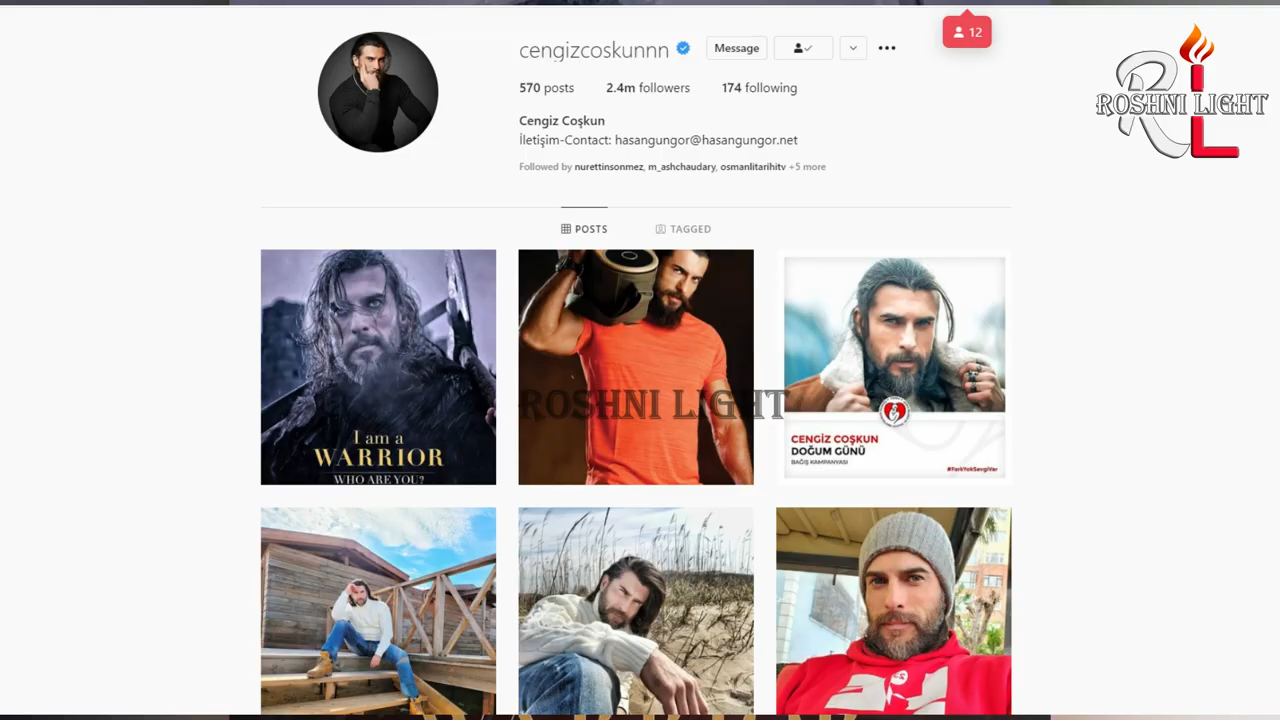 12
cengizcoskunnn
Message
570 posts 2.4m followers 174 following
Cengiz Coşkun
İletişim-Contact: hasangungor@hasangungor.net
Followed by nurettinsonmez, m_ashchaudary, osmanlitarihitv +5 more
RL
ROSHNI LIGHT
POSTS TAGGED
I am a
WARRIOR
WHO ARE YOU?
ROSHNI LIGHT
CENGİZ COŞKUN
DOĞUM GÜNÜ
BAĞIŞ KAMPANYASI
#FarkYokSevgiVar